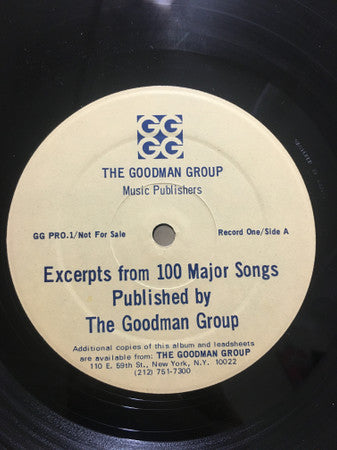 GG
GG
THE GOODMAN GROUP
Music Publishers
GG PRO.1/Not For Sale
Record One/Side A
Excerpts from 100 Major Songs
Published by
The Goodman Group
Additional copies of this album and leadsheets
are available from: THE GOODMAN GROUP
110 E. 59th St., New York, N.Y. 10022
(212) 751-7300